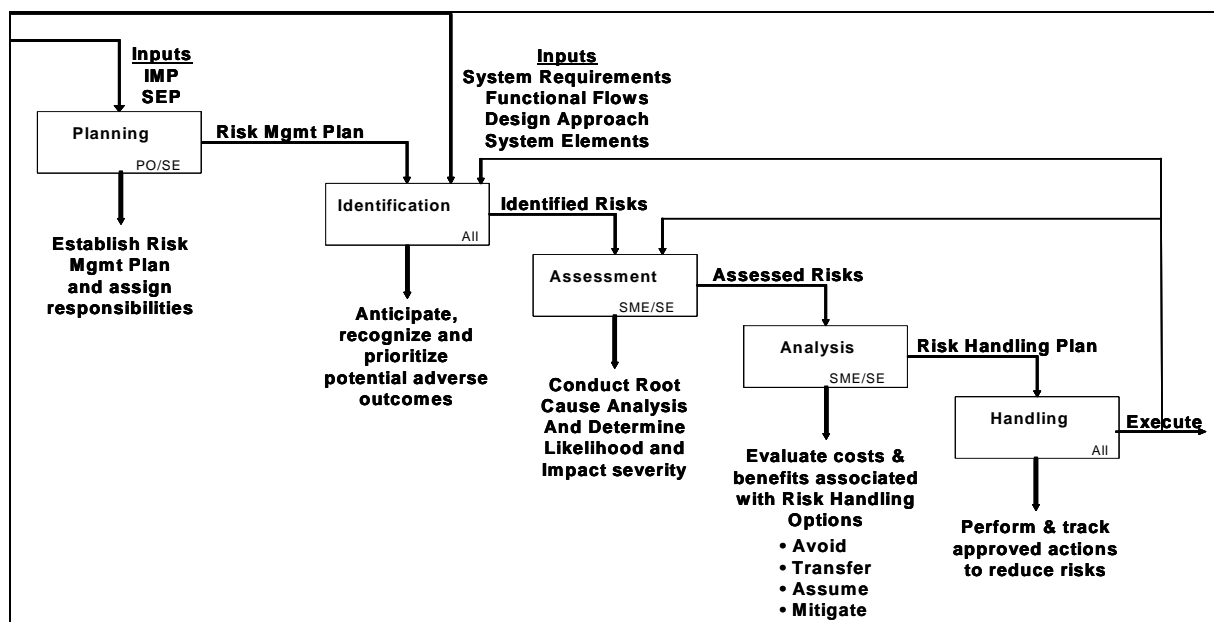 Inputs
IMP
SEP
Planning
PO/SE
Risk Mgmt Plan
Establish Risk
Mgmt Plan
and assign
responsibilities
Inputs
System Requirements
Functional Flows
Design Approach
System Elements
Identification
All
Identified Risks
Anticipate,
recognize and
prioritize
potential adverse
outcomes
Assessment
SME/SE
Assessed Risks
Conduct Root
Cause Analysis
And Determine
Likelihood and
Impact severity
Analysis
SME/SE
Risk Handling Plan
Evaluate costs &
benefits associated
with Risk Handling
Options
• Avoid
• Transfer
• Assume
• Mitigate
Handling
All
Execute
Perform & track
approved actions
to reduce risks